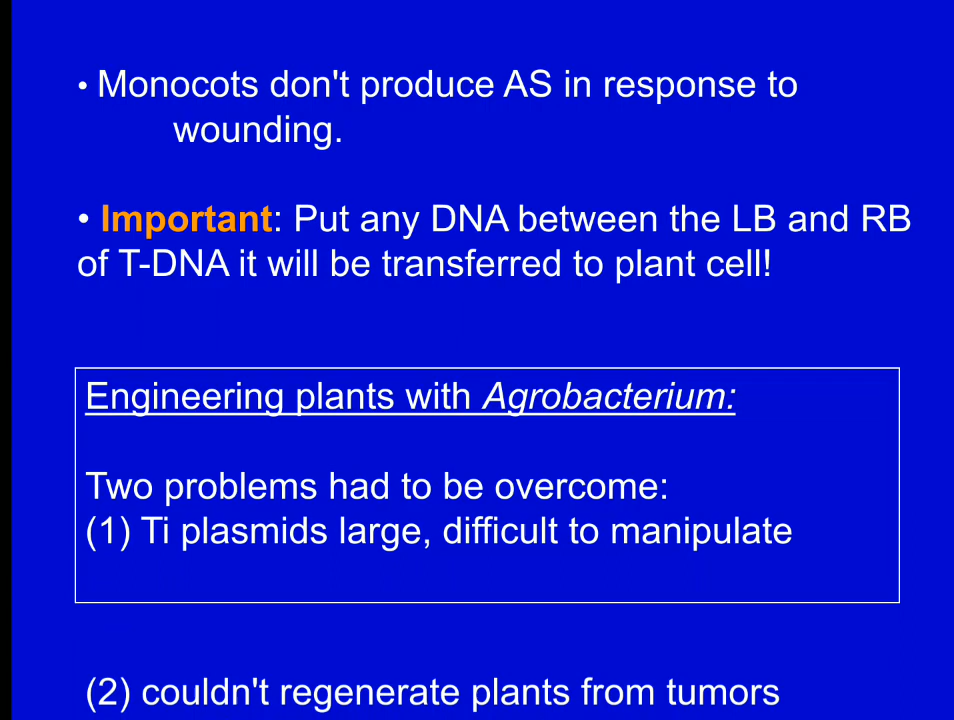 • Monocots don't produce AS in response to
wounding.
• Important: Put any DNA between the LB and RB
of T-DNA it will be transferred to plant cell!
Engineering plants with Agrobacterium:
Two problems had to be overcome:
(1) Ti plasmids large, difficult to manipulate
(2) couldn't regenerate plants from tumors